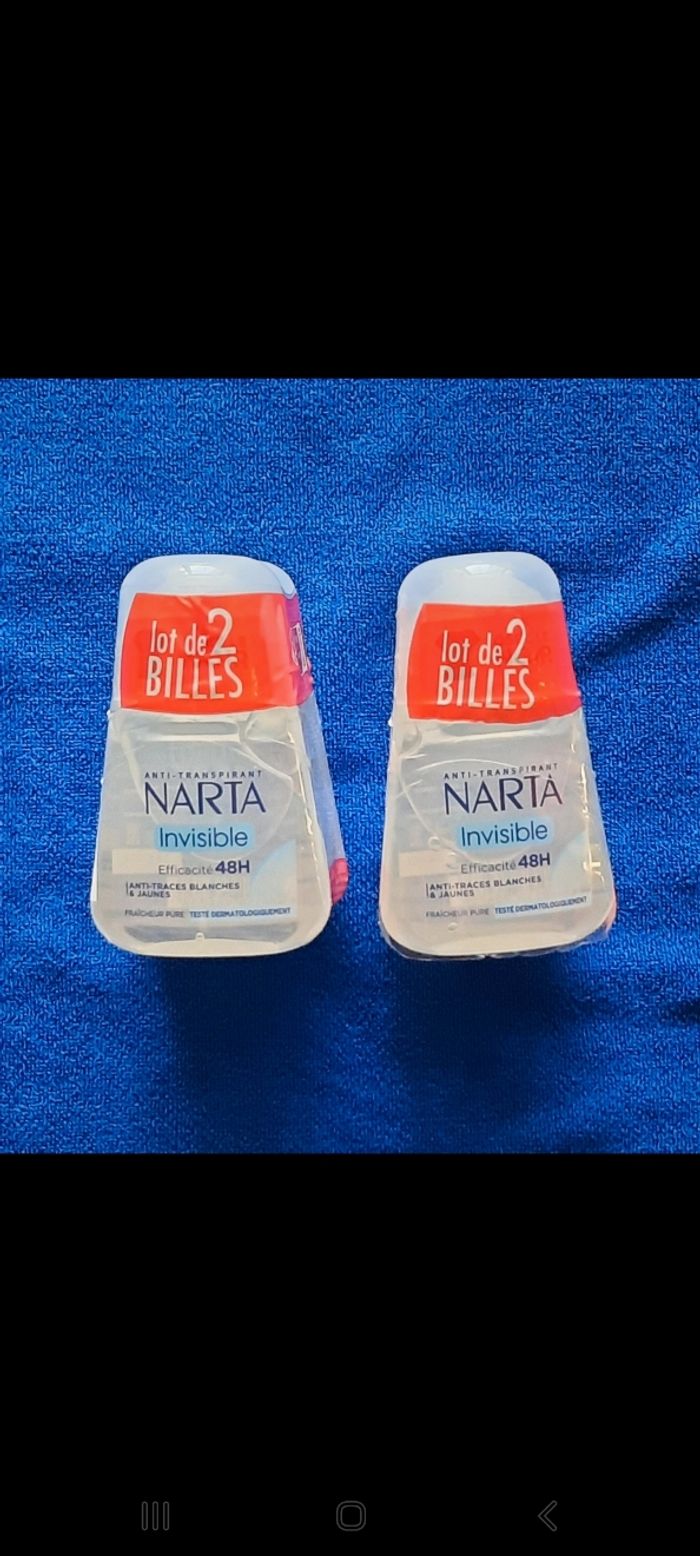 lot de 2
BILLES
ANTI-TRANSPIRANT
NARTA
Invisible
Efficacité 48H
ANTI-TRACES BLANCHES
& JAUNES
FRAÎCHEUR PURE TESTÉ DERMATOLOGIQUEMENT
lot de 2
BILLES
ANTI-TRANSPIRANT
NARTA
Invisible
Efficacité 48H
ANTI-TRACES BLANCHES
& JAUNES
FRAÎCHEUR PURE TESTÉ DERMATOLOGIQUEMENT